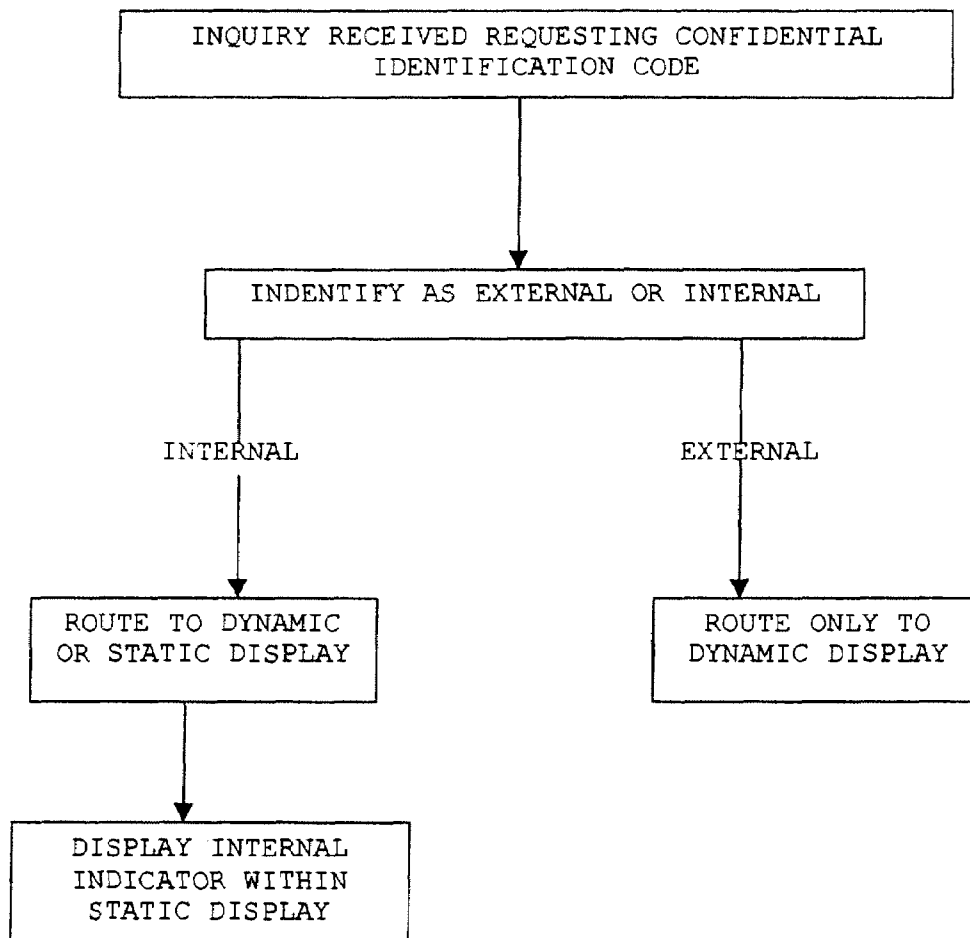 INQUIRY RECEIVED REQUESTING CONFIDENTIAL
IDENTIFICATION CODE
INDENTIFY AS EXTERNAL OR INTERNAL
INTERNAL
EXTERNAL
ROUTE TO DYNAMIC
OR STATIC DISPLAY
ROUTE ONLY TO
DYNAMIC DISPLAY
DISPLAY INTERNAL
INDICATOR WITHIN
STATIC DISPLAY